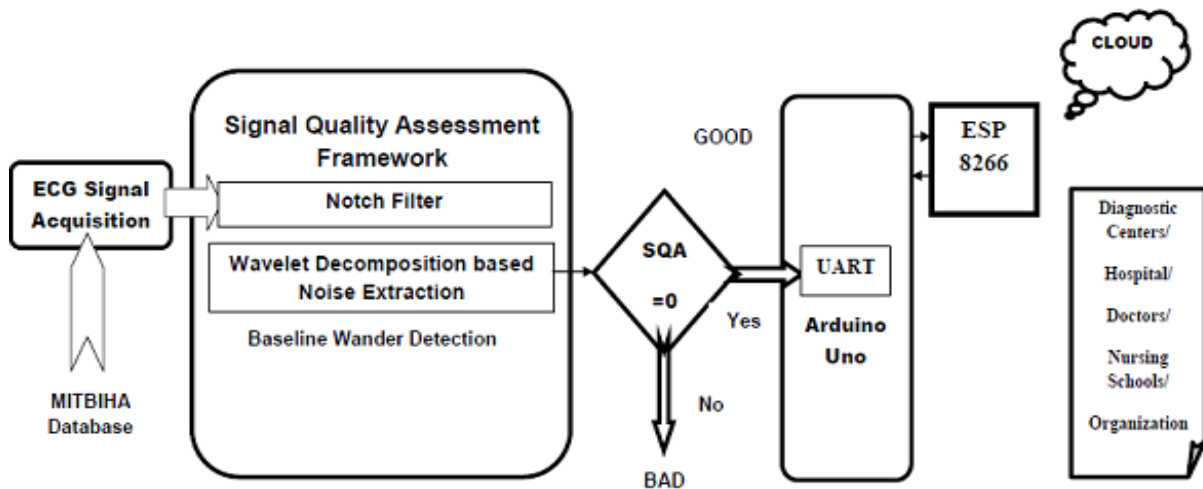 MITBIHA
Database
ECG Signal
Acquisition
Signal Quality Assessment
Framework
Notch Filter
Wavelet Decomposition based
Noise Extraction
Baseline Wander Detection
SQA
=0
Yes
No
BAD
GOOD
UART
Arduino
Uno
ESP
8266
CLOUD
Diagnostic
Centers/
Hospital/
Doctors/
Nursing
Schools/
Organization